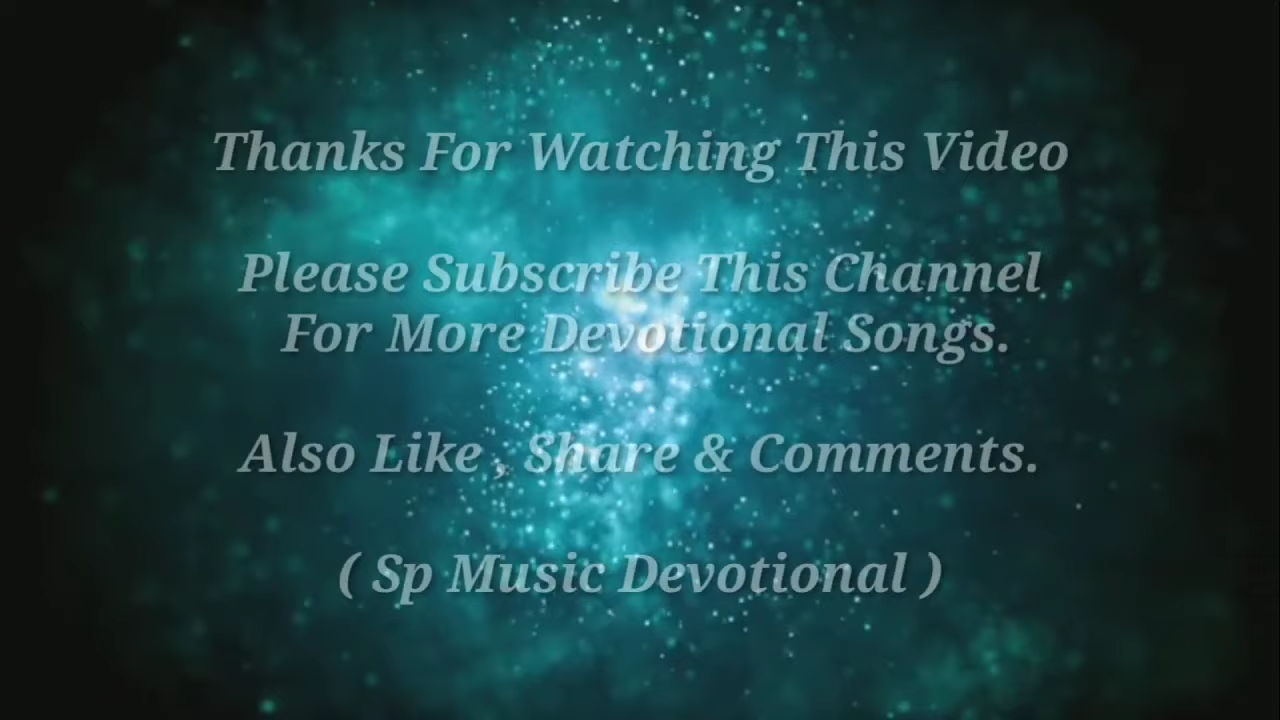 Thanks For Watching This Video
Please Subscribe This Channel
For More Devotional Songs.
Also Like , Share & Comments.
( Sp Music Devotional )